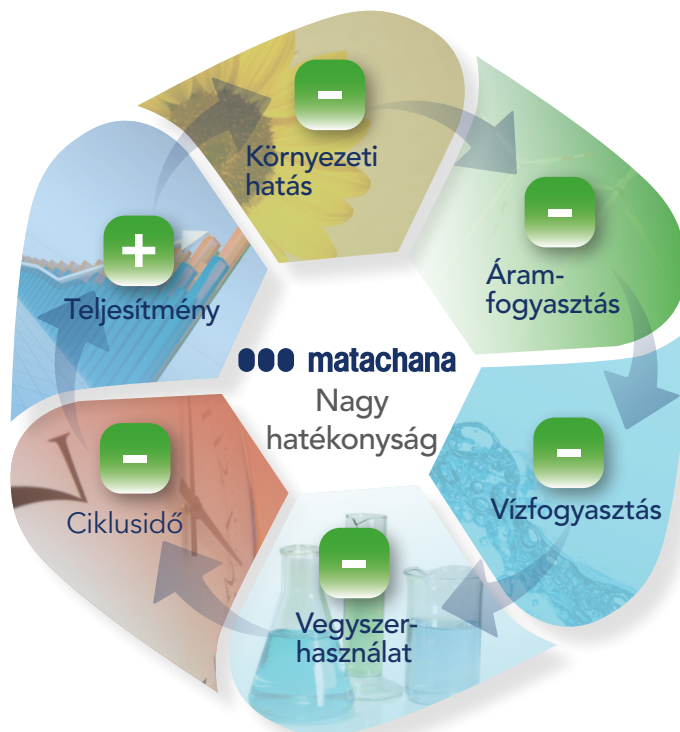 -
Környezeti
hatás
-
Áram-
fogyasztás
-
Vízfogyasztás
-
Vegyszer-
használat
-
Ciklusidő
+
Teljesítmény
matachana
Nagy
hatékonyság